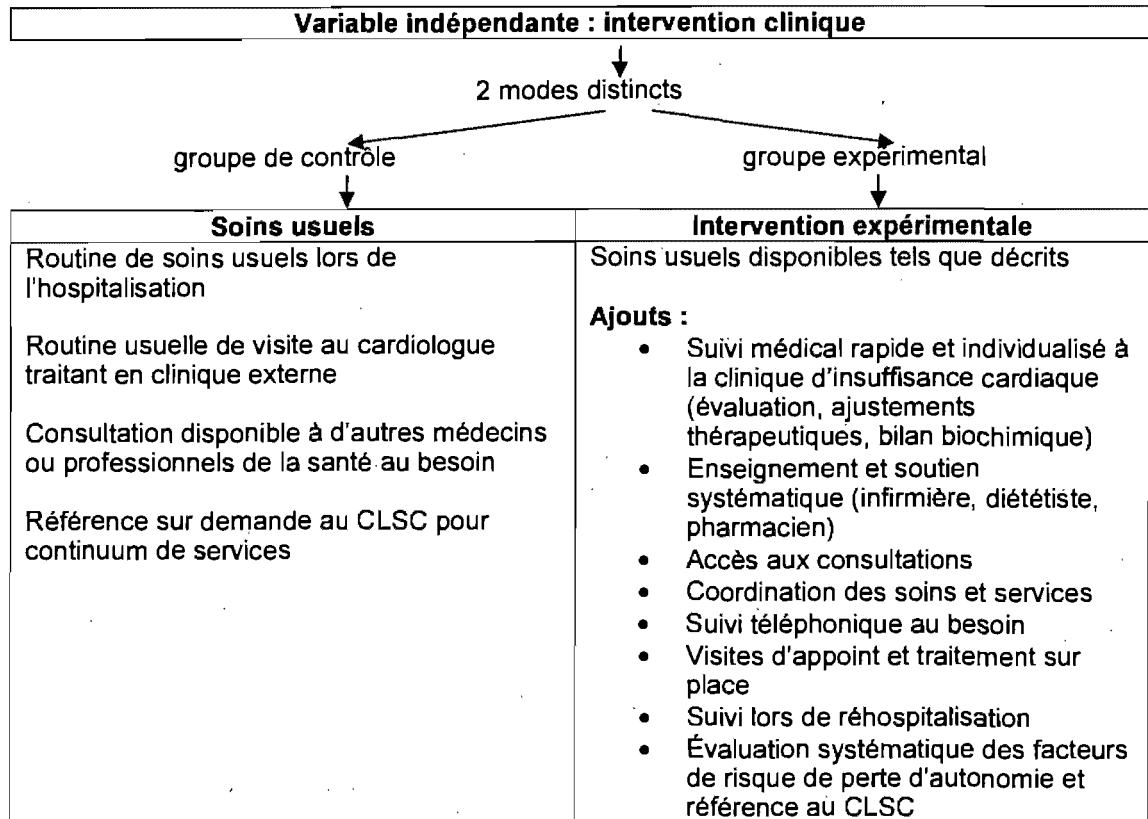 Variable indépendante : intervention clinique
2 modes distincts
groupe de contrôle
groupe expérimental
Soins usuels
Routine de soins usuels lors de
l'hospitalisation
Routine usuelle de visite au cardiologue
traitant en clinique externe
Consultation disponible à d'autres médecins
ou professionnels de la santé au besoin
Référence sur demande au CLSC pour
continuum de services
Intervention expérimentale
Soins usuels disponibles tels que décrits
Ajouts :
• Suivi médical rapide et individualisé à
la clinique d'insuffisance cardiaque
(évaluation, ajustements
thérapeutiques, bilan biochimique)
• Enseignement et soutien
systématique (infirmière, diététiste,
pharmacien)
• Accès aux consultations
• Coordination des soins et services
• Suivi téléphonique au besoin
• Visites d'appoint et traitement sur
place
• Suivi lors de réhospitalisation
• Évaluation systématique des facteurs
de risque de perte d'autonomie et
référence au CLSC